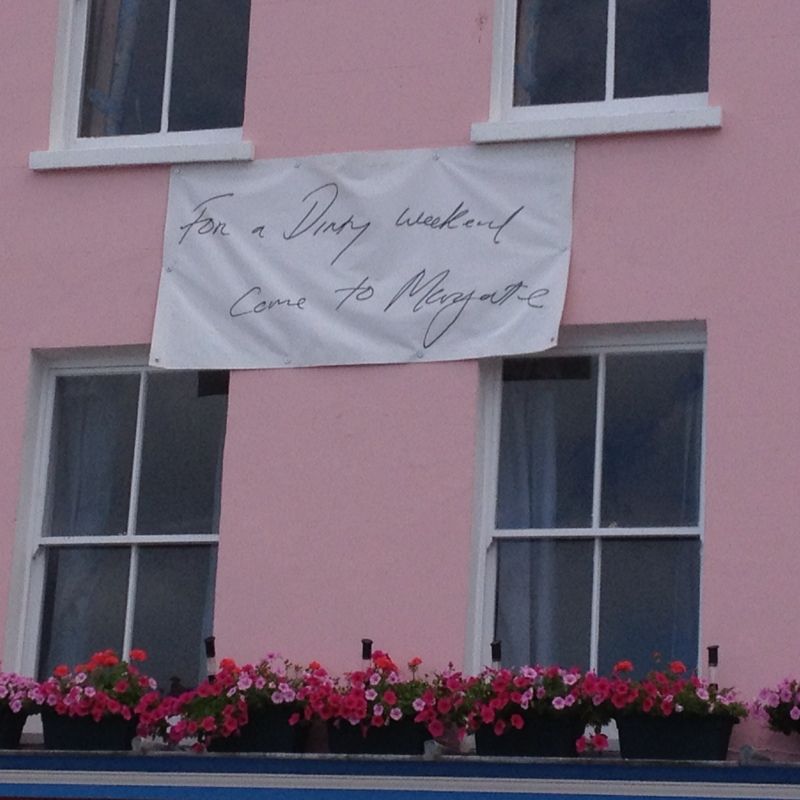 For a Dirty weekend
Come to Margate